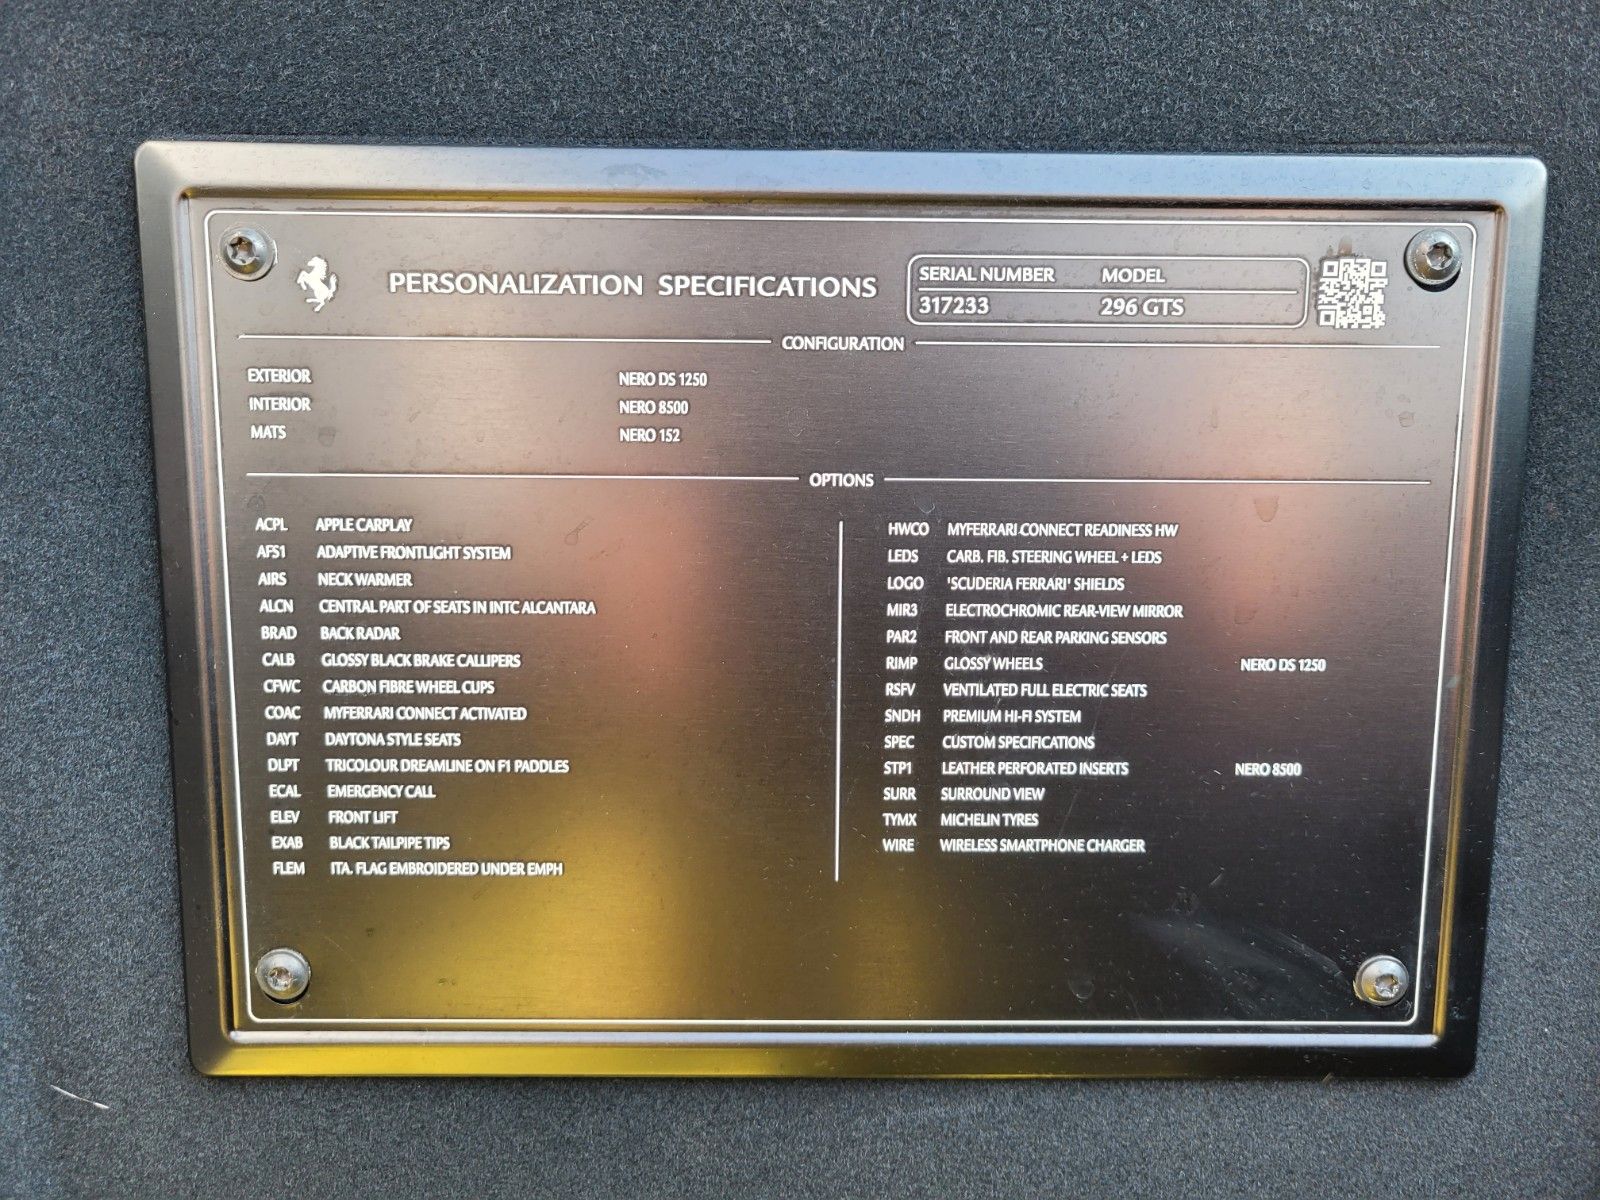 PERSONALIZATION SPECIFICATIONS
SERIAL NUMBER MODEL
317233 296 GTS
CONFIGURATION
EXTERIOR NERO DS 1250
INTERIOR NERO 8500
MATS NERO 152
OPTIONS
ACPL APPLE CARPLAY
AFS1 ADAPTIVE FRONTLIGHT SYSTEM
AIRS NECK WARMER
ALCN CENTRAL PART OF SEATS IN INTC ALCANTARA
BRAD BACK RADAR
CALB GLOSSY BLACK BRAKE CALLIPERS
CFWC CARBON FIBRE WHEEL CUPS
COAC MYFERRARI CONNECT ACTIVATED
DAYT DAYTONA STYLE SEATS
DLPT TRICOLOUR DREAMLINE ON F1 PADDLES
ECAL EMERGENCY CALL
ELEV FRONT LIFT
EXAB BLACK TAILPIPE TIPS
FLEM ITA. FLAG EMBROIDERED UNDER EMPH
HWCO MYFERRARI CONNECT READINESS HW
LEDS CARB. FIB. STEERING WHEEL + LEDS
LOGO 'SCUDERIA FERRARI' SHIELDS
MIR3 ELECTROCHROMIC REAR-VIEW MIRROR
PAR2 FRONT AND REAR PARKING SENSORS
RIMP GLOSSY WHEELS NERO DS 1250
RSFV VENTILATED FULL ELECTRIC SEATS
SNDH PREMIUM HI-FI SYSTEM
SPEC CUSTOM SPECIFICATIONS
STP1 LEATHER PERFORATED INSERTS NERO 8500
SURR SURROUND VIEW
TYMX MICHELIN TYRES
WIRE WIRELESS SMARTPHONE CHARGER